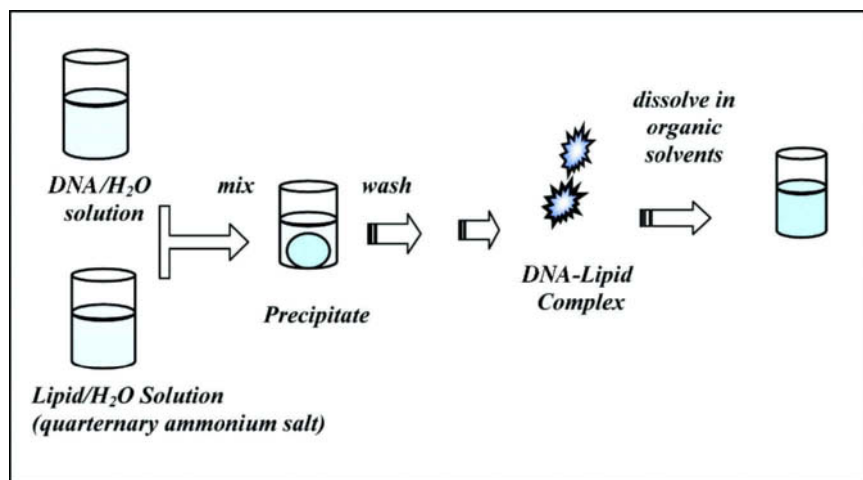 DNA/H₂O
solution
mix
wash
Precipitate
DNA-Lipid
Complex
dissolve in
organic
solvents
Lipid/H₂O Solution
(quarternary ammonium salt)